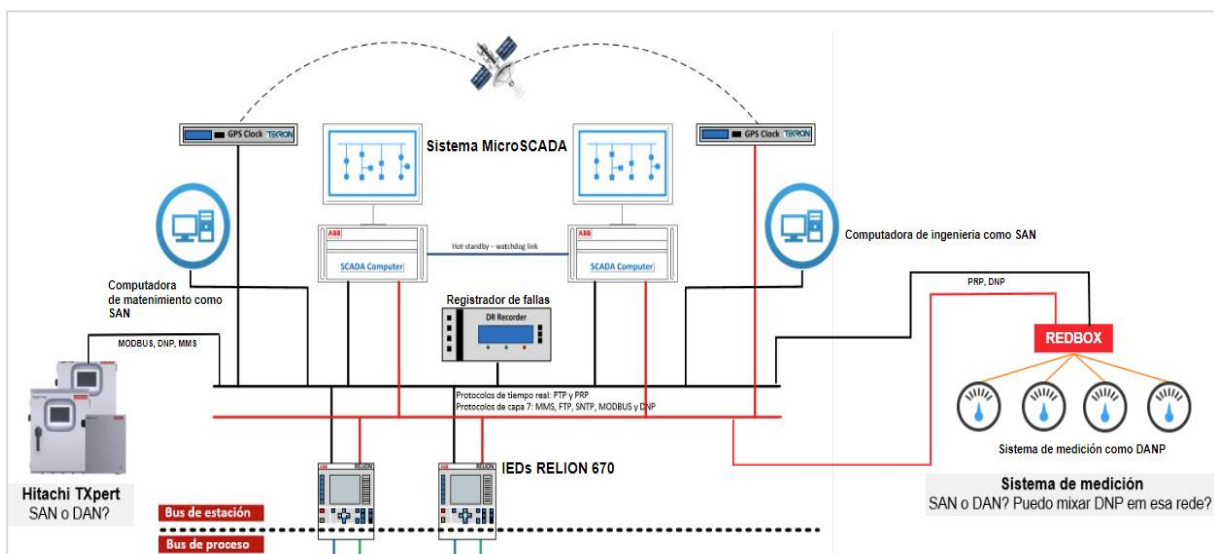 GPS Clock TEKRON
Sistema MicroSCADA
GPS Clock TEKRON
ABB
Hot-standby – watchdog link
ABB
SCADA Computer
SCADA Computer
Computadora de ingenieria como SAN
Computadora
de matenimiento como
SAN
Registrador de fallas
DR Recorder
PRP, DNP
MODBUS, DNP, MMS
REDBOX
Protocolos de tiempo real: PTP y PRP
Protocolos de capa 7: MMS, FTP, SNTP, MODBUS y DNP
Sistema de medición como DANP
ABB
RELION
ABB
RELION
IEDs RELION 670
Hitachi TXpert
SAN o DAN?
Sistema de medición
SAN o DAN? Puedo mixar DNP em esa rede?
Bus de estación
Bus de proceso